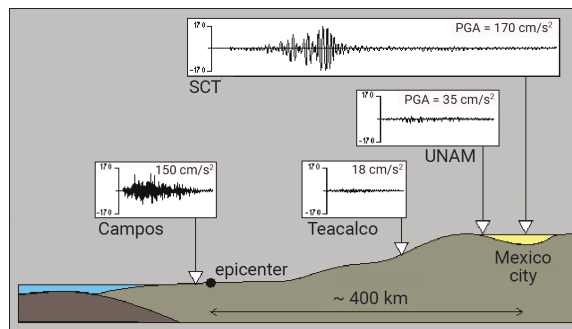 170
-170
PGA = 170 cm/s²
SCT
170
-170
PGA = 35 cm/s²
UNAM
170
-170
150 cm/s²
Campos
170
-170
18 cm/s²
Teacalco
epicenter
Mexico
city
~ 400 km